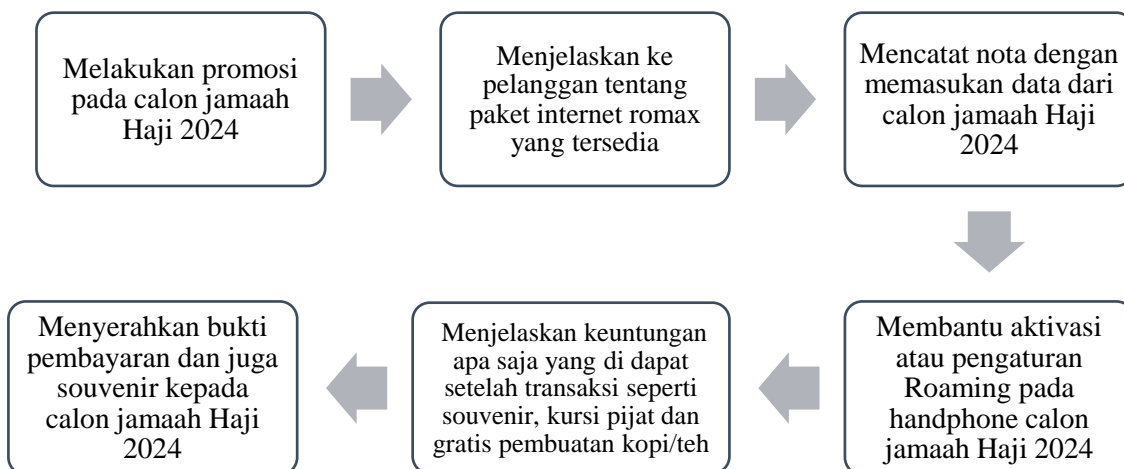 Melakukan promosi
pada calon jamaah
Haji 2024
Menjelaskan ke
pelanggan tentang
paket internet romax
yang tersedia
Mencatat nota dengan
memasukan data dari
calon jamaah Haji
2024
Membantu aktivasi
atau pengaturan
Roaming pada
handphone calon
jamaah Haji 2024
Menjelaskan keuntungan
apa saja yang di dapat
setelah transaksi seperti
souvenir, kursi pijat dan
gratis pembuatan kopi/teh
Menyerahkan bukti
pembayaran dan juga
souvenir kepada
calon jamaah Haji
2024